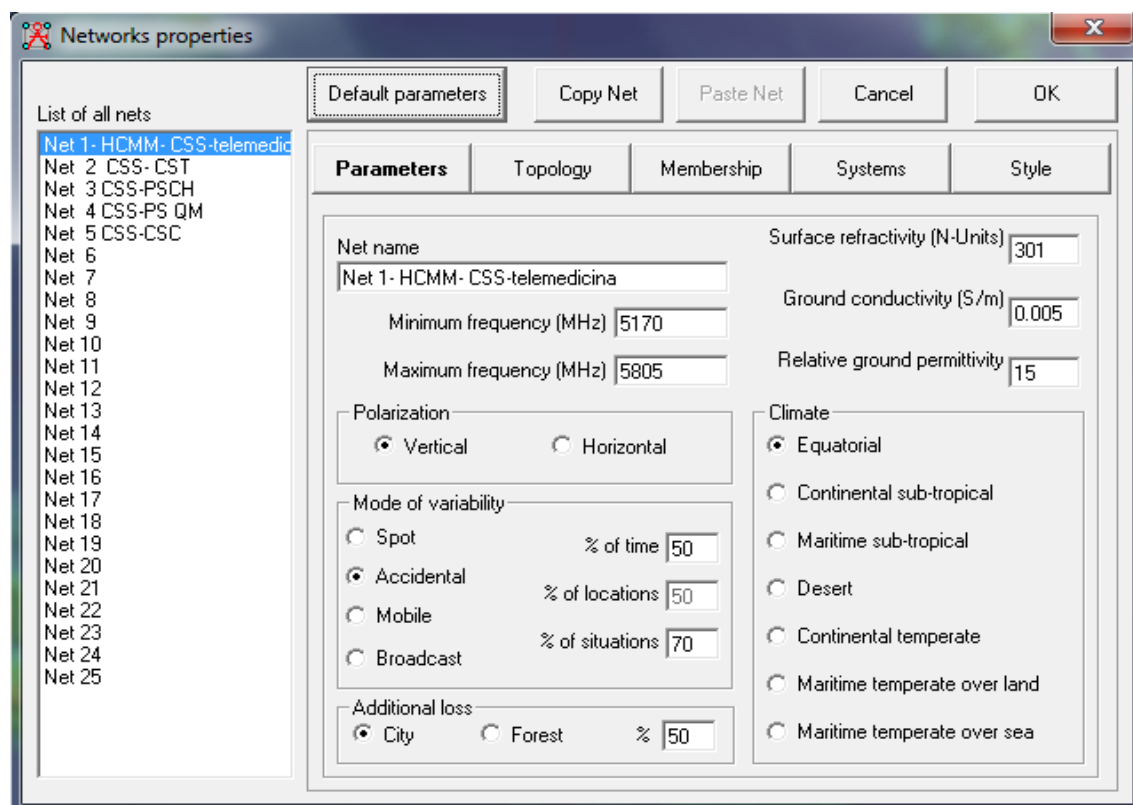 Networks properties
List of all nets
Net 1- HCMM- CSS-telemedic
Net 2 CSS- CST
Net 3 CSS-PSCH
Net 4 CSS-PS QM
Net 5 CSS-CSC
Net 6
Net 7
Net 8
Net 9
Net 10
Net 11
Net 12
Net 13
Net 14
Net 15
Net 16
Net 17
Net 18
Net 19
Net 20
Net 21
Net 22
Net 23
Net 24
Net 25
Default parameters Copy Net Paste Net Cancel OK
Parameters Topology Membership Systems Style
Net name
Net 1- HCMM- CSS-telemedicina
Minimum frequency (MHz) 5170
Maximum frequency (MHz) 5805
Surface refractivity (N-Units) 301
Ground conductivity (S/m) 0.005
Relative ground permittivity 15
Polarization
Vertical Horizontal
Mode of variability
Spot
Accidental
Mobile
Broadcast
% of time 50
% of locations 50
% of situations 70
Additional loss
City Forest % 50
Climate
Equatorial
Continental sub-tropical
Maritime sub-tropical
Desert
Continental temperate
Maritime temperate over land
Maritime temperate over sea